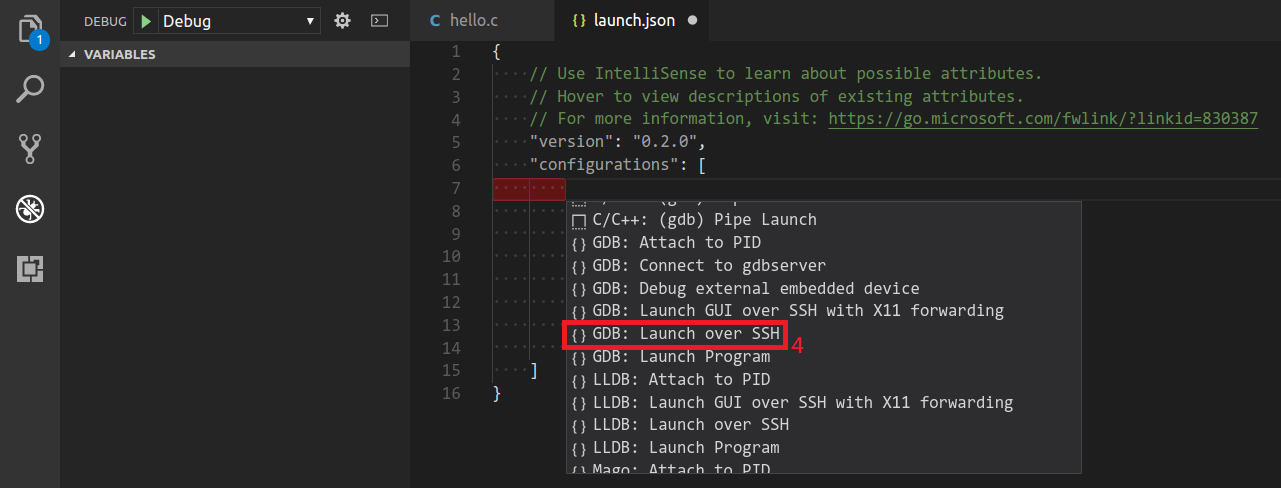 DEBUG Debug
hello.c launch.json
1
VARIABLES
1 {
2 // Use IntelliSense to learn about possible attributes.
3 // Hover to view descriptions of existing attributes.
4 // For more information, visit: https://go.microsoft.com/fwlink/?linkid=830387
5 "version": "0.2.0",
6 "configurations": [
7
8
9
10
11
12
13
14
15 ]
16 }
C/C++: (gdb) Pipe Launch
{} GDB: Attach to PID
{} GDB: Connect to gdbserver
{} GDB: Debug external embedded device
{} GDB: Launch GUI over SSH with X11 forwarding
{} GDB: Launch over SSH 4
{} GDB: Launch Program
{} LLDB: Attach to PID
{} LLDB: Launch GUI over SSH with X11 forwarding
{} LLDB: Launch over SSH
{} LLDB: Launch Program
{} Mago: Attach to PID